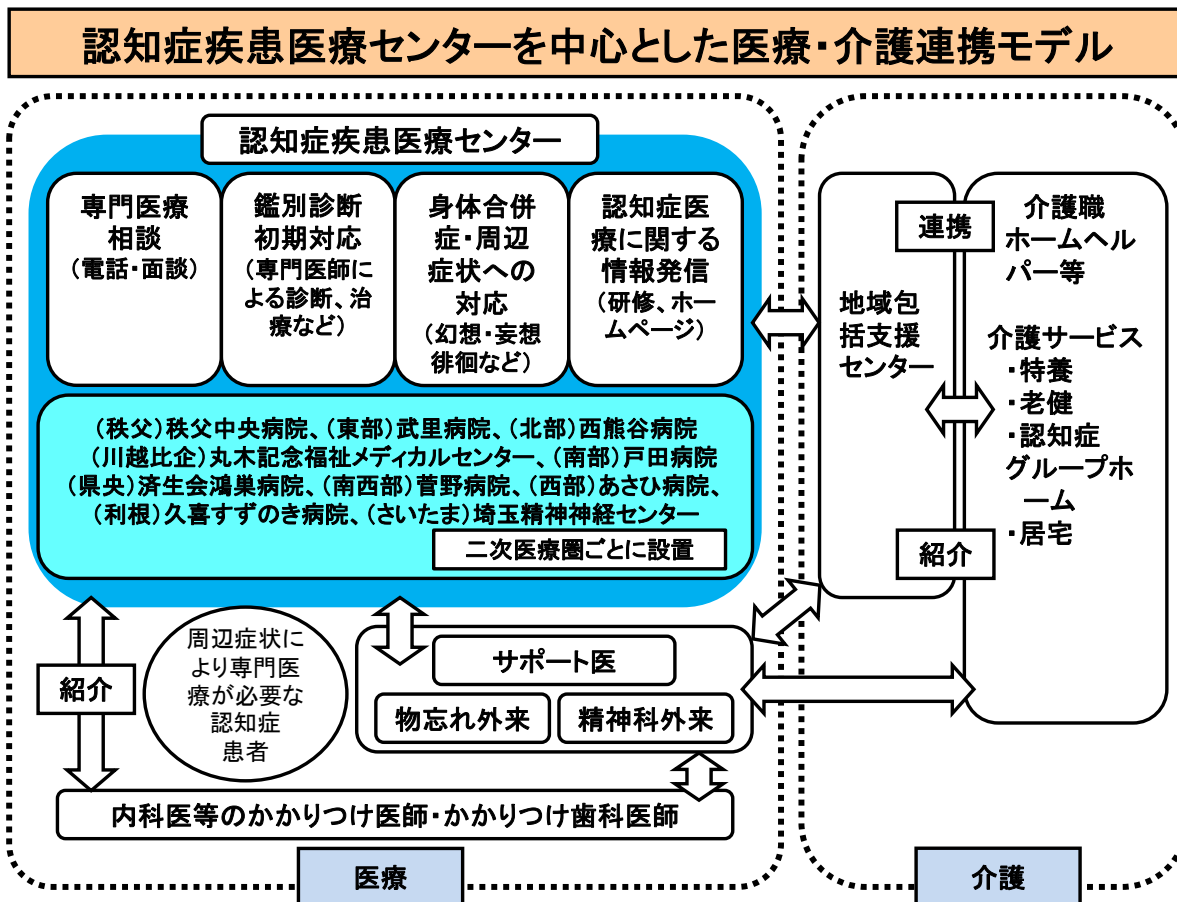 認知症疾患医療センターを中心とした医療・介護連携モデル
認知症疾患医療センター
専門医療
相談
（電話・面談）
鑑別診断
初期対応
（専門医師に
よる診断、治
療など）
身体合併
症・周辺
症状への
対応
（幻想・妄想
徘徊など）
認知症医
療に関する
情報発信
（研修、ホー
ムページ）
（秩父）秩父中央病院、（東部）武里病院、（北部）西熊谷病院
（川越比企）丸木記念福祉メディカルセンター、（南部）戸田病院
（県央）済生会鴻巣病院、（南西部）菅野病院、（西部）あさひ病院、
（利根）久喜すずのき病院、（さいたま）埼玉精神神経センター
二次医療圏ごとに設置
紹介
周辺症状に
より専門医
療が必要な
認知症
患者
サポート医
物忘れ外来
精神科外来
内科医等のかかりつけ医師・かかりつけ歯科医師
医療
地域包
括支援
センター
連携
紹介
介護職
ホームヘル
パー等
介護サービス
・特養
・老健
・認知症
グループホ
ーム
・居宅
介護